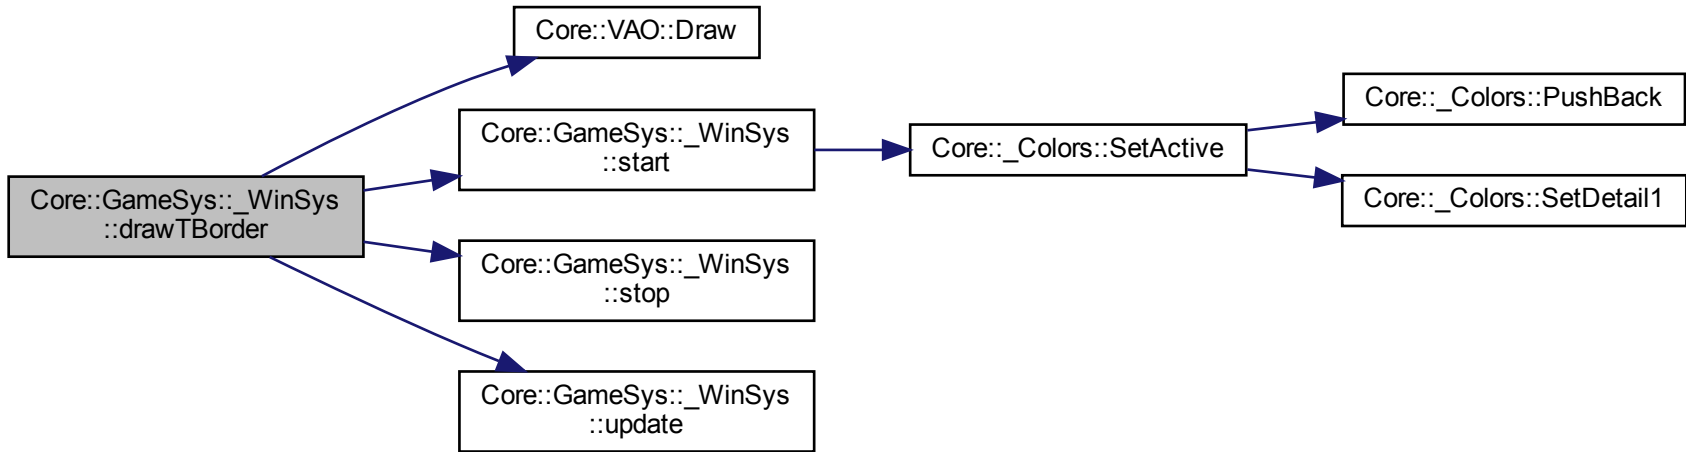 Core::VAO::Draw
Core::GameSys::_WinSys
::start
Core::_Colors::SetActive
Core::_Colors::PushBack
Core::_Colors::SetDetail1
Core::GameSys::_WinSys
::drawTBorder
Core::GameSys::_WinSys
::stop
Core::GameSys::_WinSys
::update